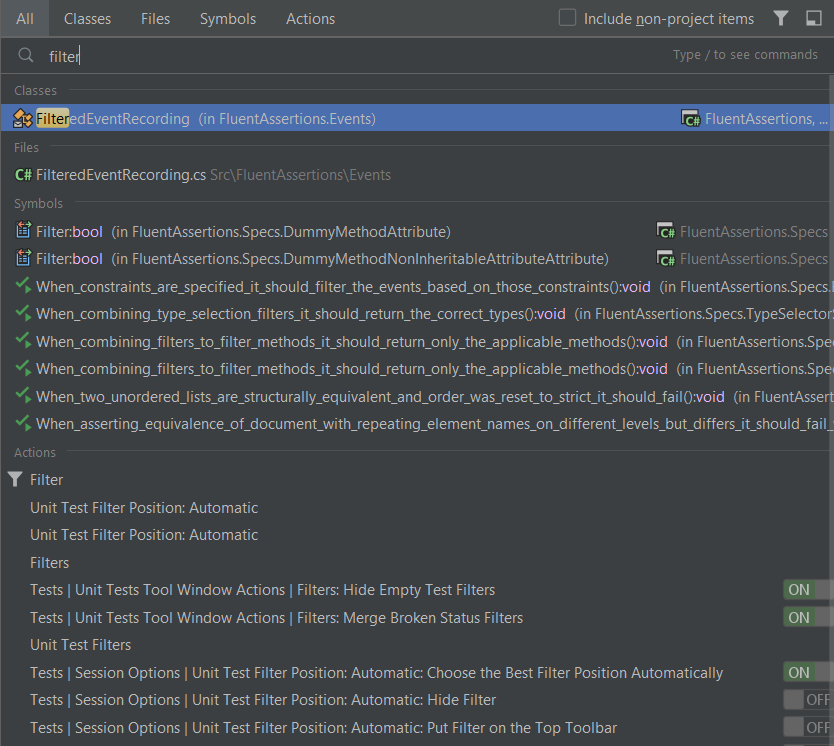 All Classes Files Symbols Actions Include non-project items
filter Type / to see commands
Classes
FilteredEventRecording (in FluentAssertions.Events) C# FluentAssertions, ...
Files
C# FilteredEventRecording.cs Src\FluentAssertions\Events
Symbols
Filter:bool (in FluentAssertions.Specs.DummyMethodAttribute) C# FluentAssertions.Specs
Filter:bool (in FluentAssertions.Specs.DummyMethodNonInheritableAttributeAttribute) C# FluentAssertions.Specs
When_constraints_are_specified_it_should_filter_the_events_based_on_those_constraints():void (in FluentAssertions.Specs.
When_combining_type_selection_filters_it_should_return_the_correct_types():void (in FluentAssertions.Specs.TypeSelectorS
When_combining_filters_to_filter_methods_it_should_return_only_the_applicable_methods():void (in FluentAssertions.Spe
When_combining_filters_to_filter_methods_it_should_return_only_the_applicable_methods():void (in FluentAssertions.Spe
When_two_unordered_lists_are_structurally_equivalent_and_order_was_reset_to_strict_it_should_fail():void (in FluentAssert
When_asserting_equivalence_of_document_with_repeating_element_names_on_different_levels_but_differs_it_should_fail_
Actions
Filter
Unit Test Filter Position: Automatic
Unit Test Filter Position: Automatic
Filters
Tests | Unit Tests Tool Window Actions | Filters: Hide Empty Test Filters ON
Tests | Unit Tests Tool Window Actions | Filters: Merge Broken Status Filters ON
Unit Test Filters
Tests | Session Options | Unit Test Filter Position: Automatic: Choose the Best Filter Position Automatically ON
Tests | Session Options | Unit Test Filter Position: Automatic: Hide Filter OFF
Tests | Session Options | Unit Test Filter Position: Automatic: Put Filter on the Top Toolbar OFF